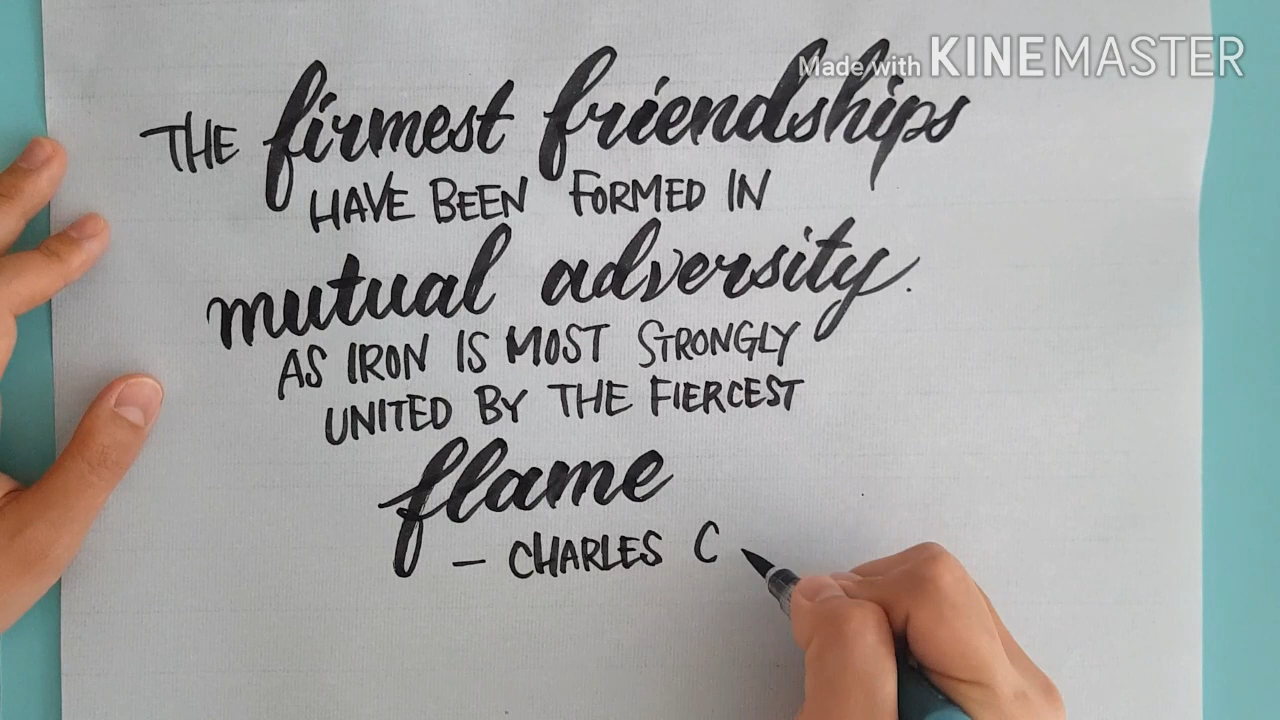 Made with KINEMASTER
THE firmest friendships
HAVE BEEN FORMED IN
mutual adversity.
AS IRON IS MOST STRONGLY
UNITED BY THE FIERCEST
flame
— CHARLES C